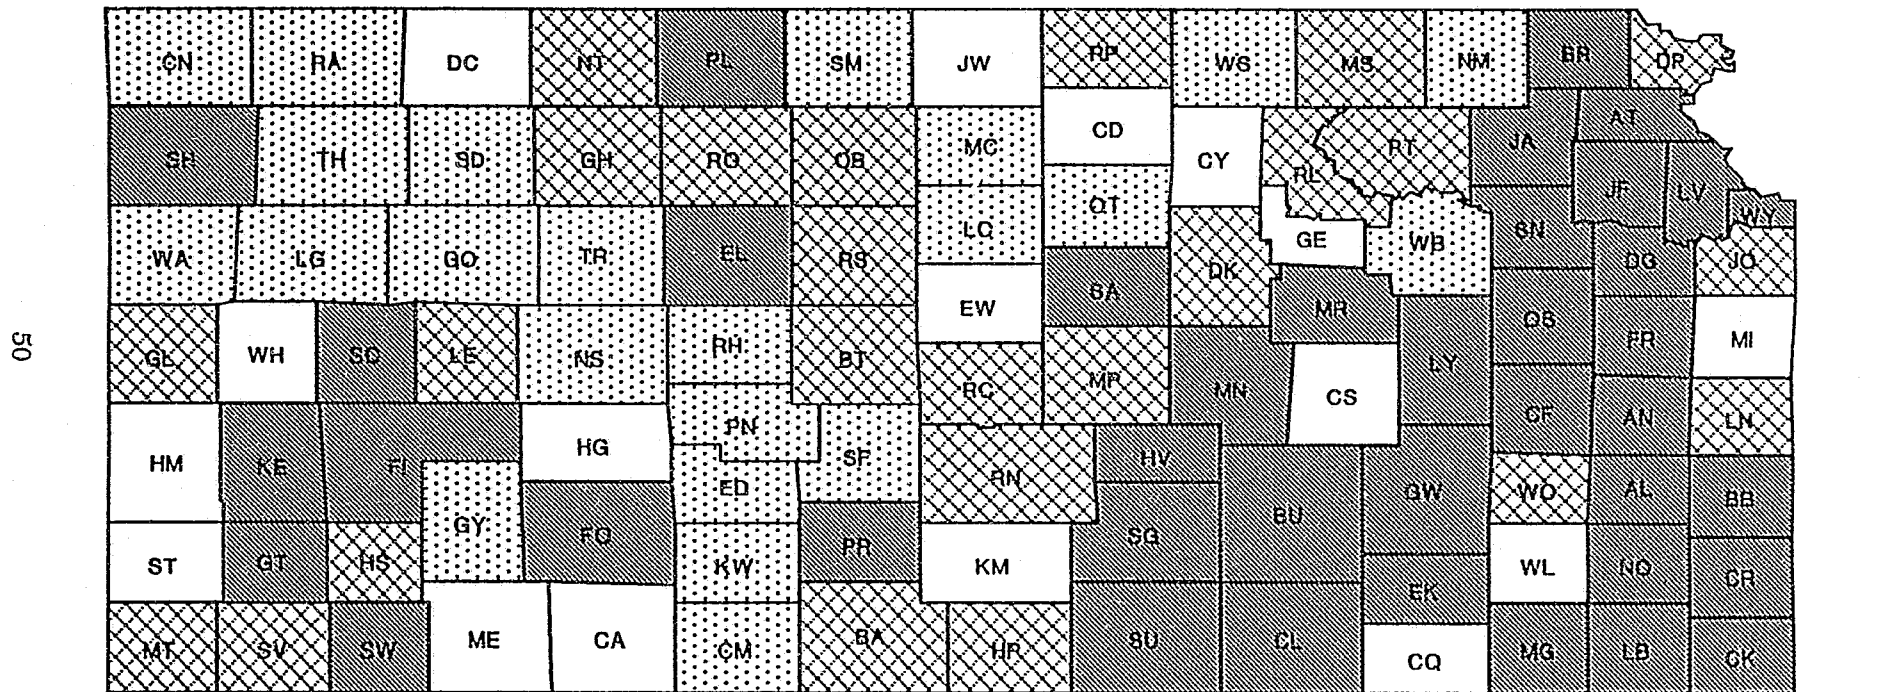 CN RA DC NT PL SM JW RP WS MS NM BR DP
SH TH SD GH RO OB MC CD CY RL PT JA AT
LC OT JF LV WY
WA LG GO TR EL RS GE WB SN DG JO
EW SA DK MR OS FR MI
GL WH SC LE NS RH BT RC MP MN CS LY CF AN LN
HM KE FI HG PN SF RN HV BU GW WO AL BB
ED SG
ST GT HS GY FO KW PR KM EK WL NO CR
MT SV SW ME CA CM BA HP SU CL CQ MG LB CK
50